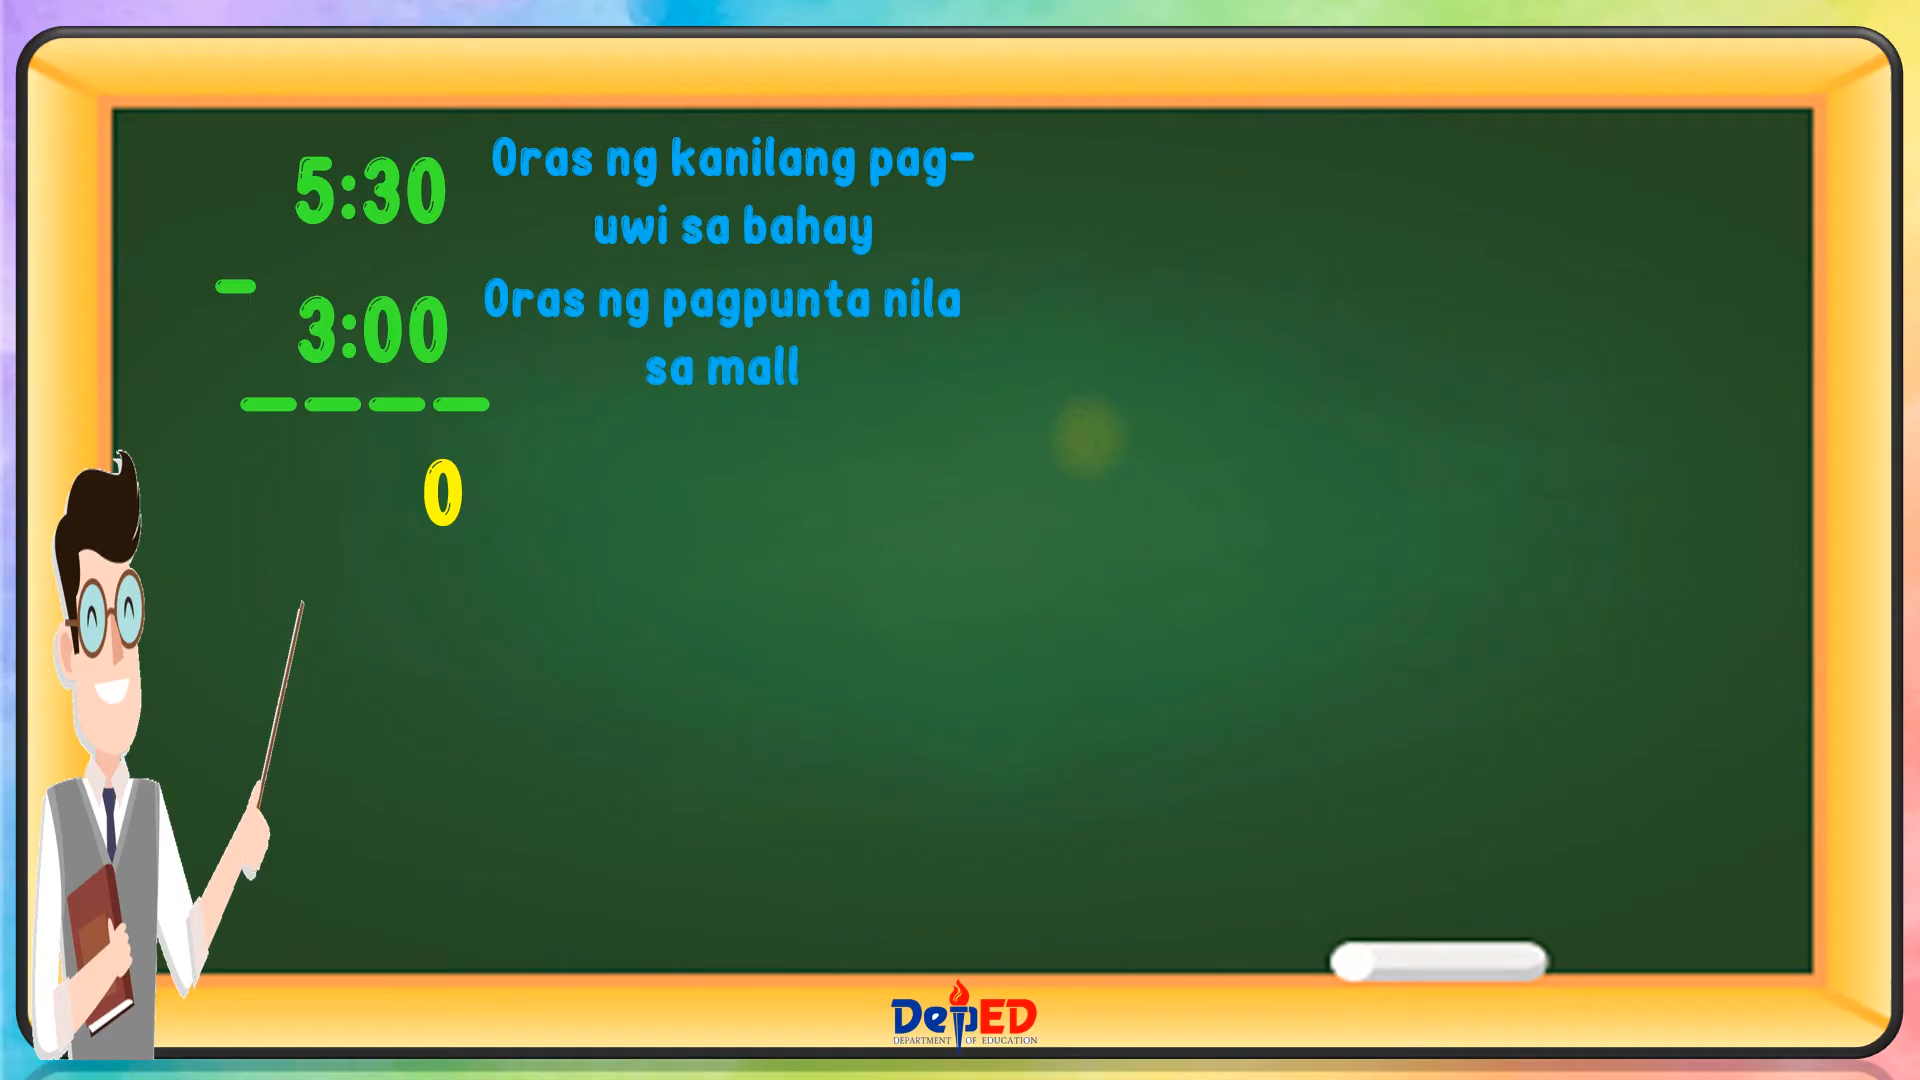 5:30
Oras ng kanilang pag-
uwi sa bahay
-
3:00
Oras ng pagpunta nila
sa mall
0
DepED
DEPARTMENT OF EDUCATION